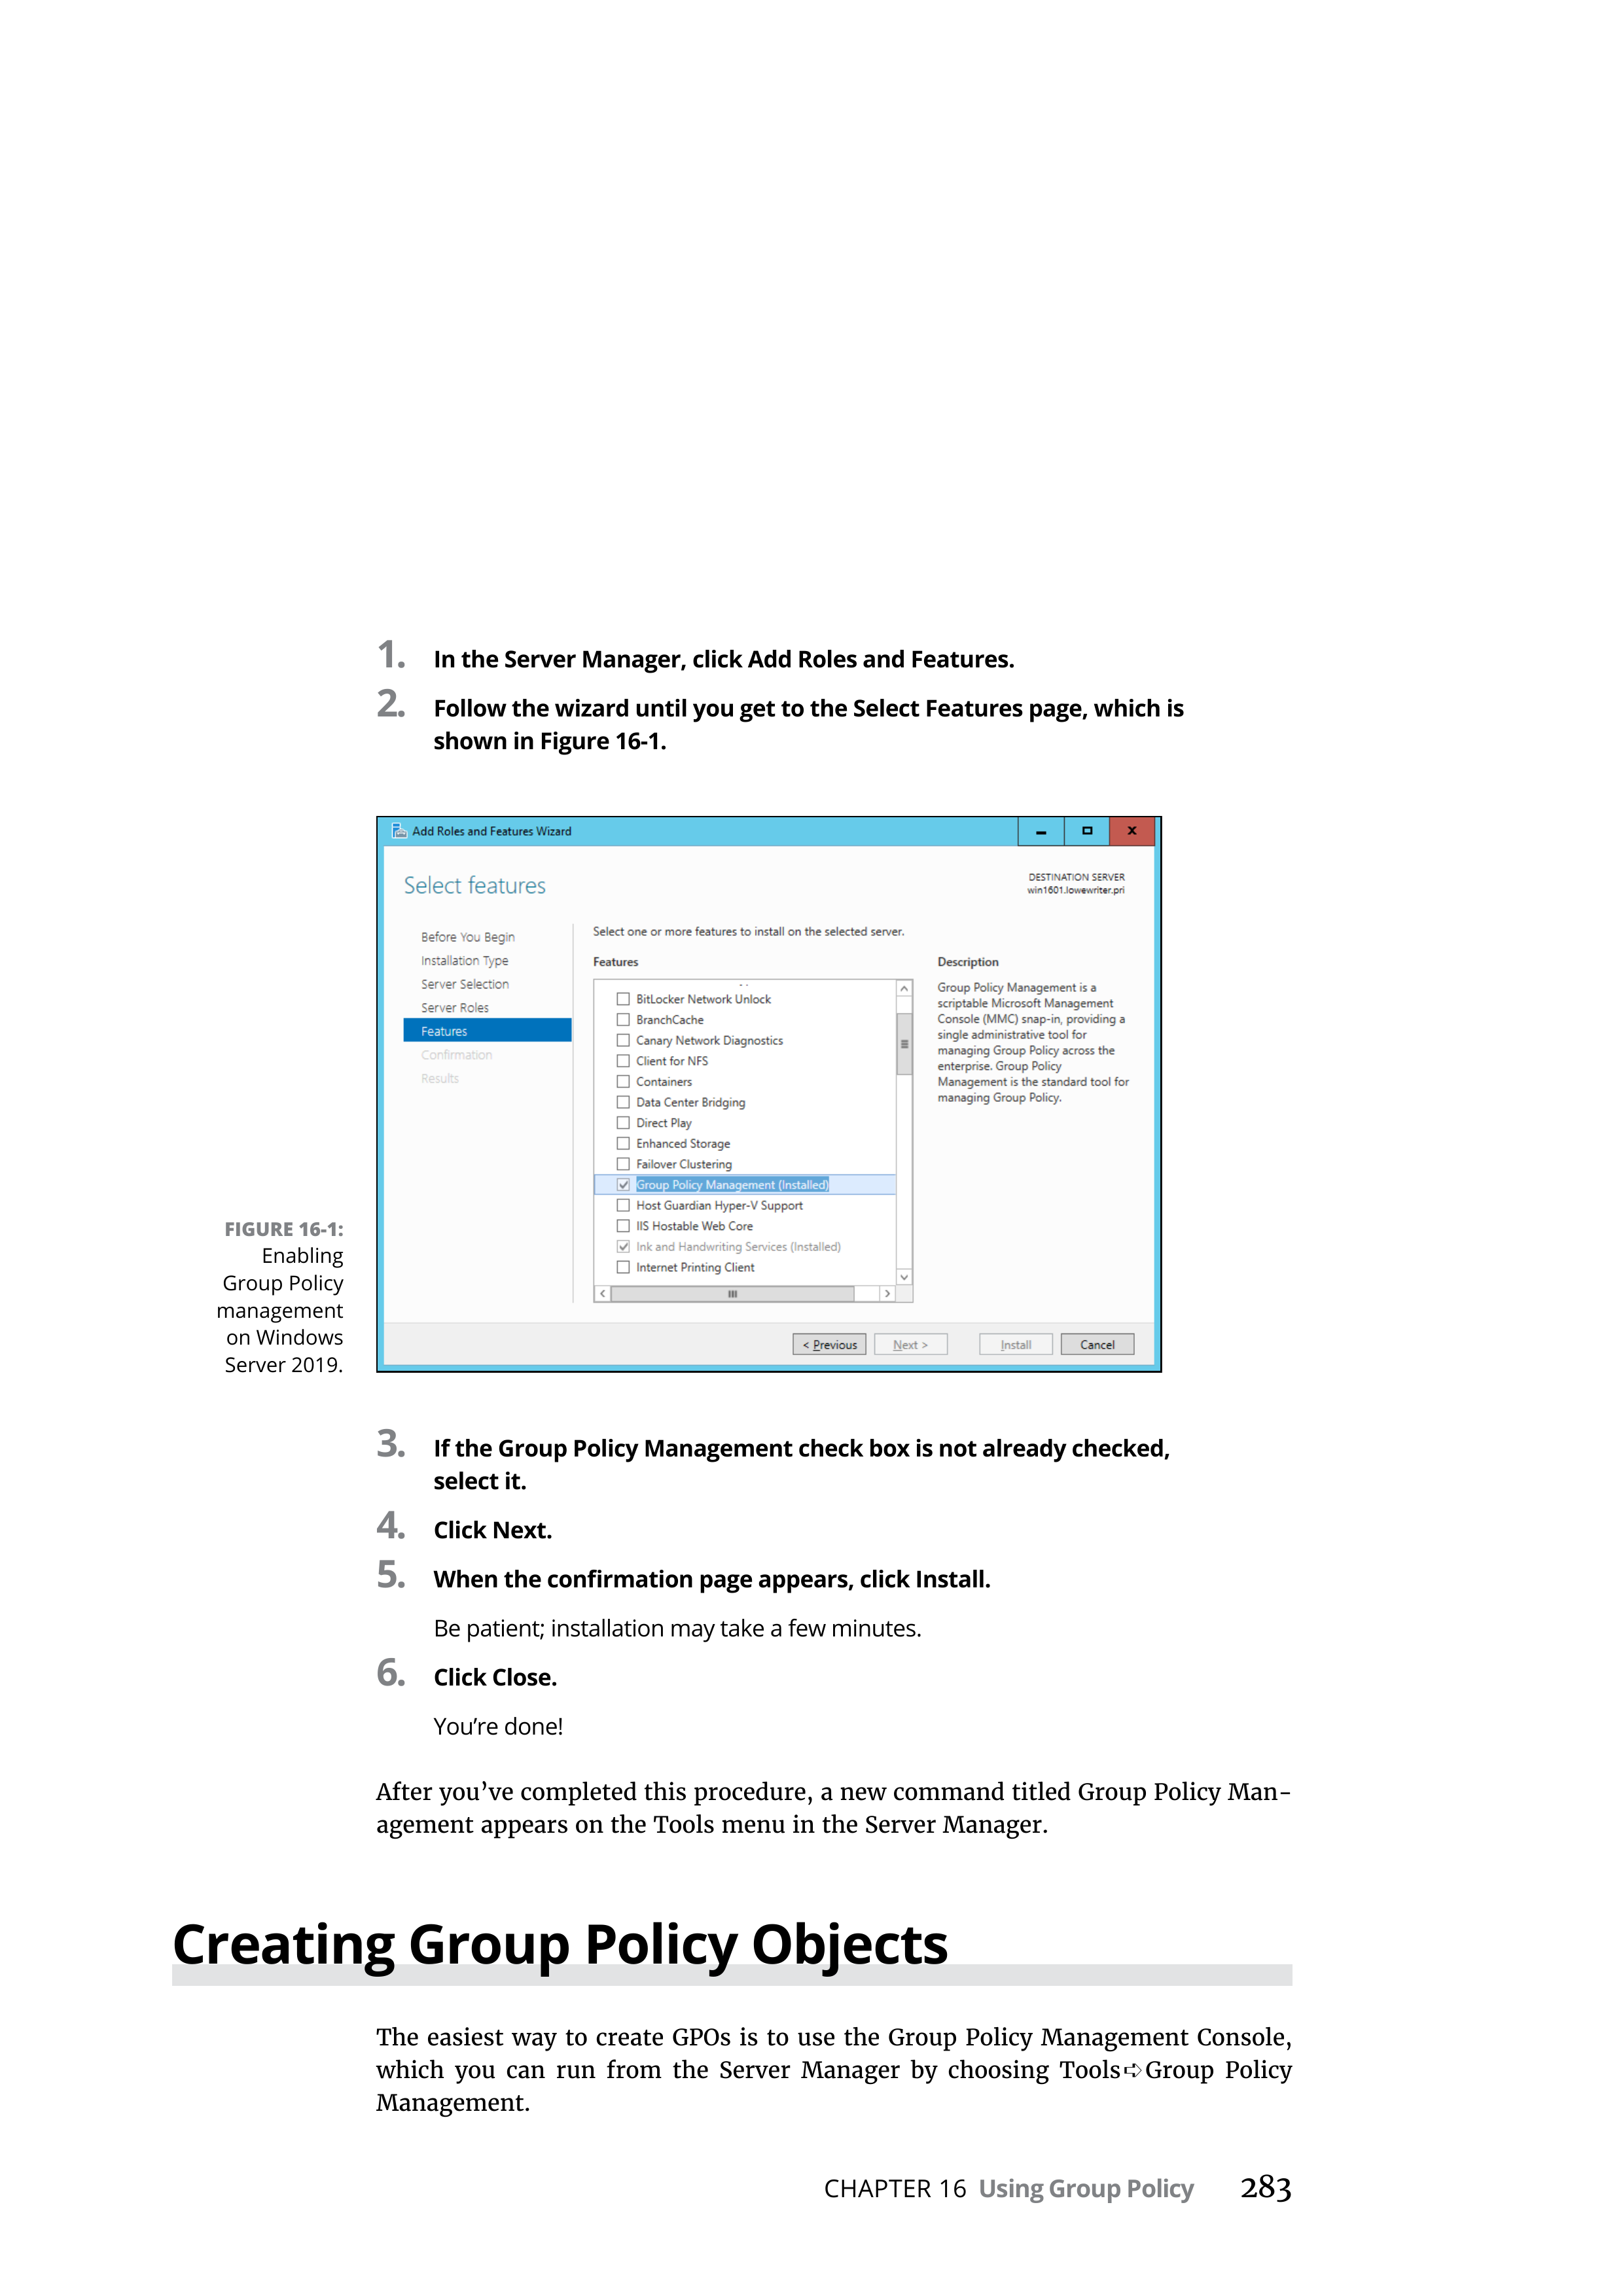 1. In the Server Manager, click Add Roles and Features.
2. Follow the wizard until you get to the Select Features page, which is
shown in Figure 16-1.
Add Roles and Features Wizard
Select features
DESTINATION SERVER
win1601.lowewriter.pri
Before You Begin
Installation Type
Server Selection
Server Roles
Features
Confirmation
Results
Select one or more features to install on the selected server.
Features
BitLocker Network Unlock
BranchCache
Canary Network Diagnostics
Client for NFS
Containers
Data Center Bridging
Direct Play
Enhanced Storage
Failover Clustering
Group Policy Management (Installed)
Host Guardian Hyper-V Support
IIS Hostable Web Core
Ink and Handwriting Services (Installed)
Internet Printing Client
Description
Group Policy Management is a
scriptable Microsoft Management
Console (MMC) snap-in, providing a
single administrative tool for
managing Group Policy across the
enterprise. Group Policy
Management is the standard tool for
managing Group Policy.
< Previous
Next >
Install
Cancel
FIGURE 16-1:
Enabling
Group Policy
management
on Windows
Server 2019.
3. If the Group Policy Management check box is not already checked,
select it.
4. Click Next.
5. When the confirmation page appears, click Install.
Be patient; installation may take a few minutes.
6. Click Close.
You’re done!
After you’ve completed this procedure, a new command titled Group Policy Man-
agement appears on the Tools menu in the Server Manager.
Creating Group Policy Objects
The easiest way to create GPOs is to use the Group Policy Management Console,
which you can run from the Server Manager by choosing Tools➪Group Policy
Management.
CHAPTER 16 Using Group Policy 283